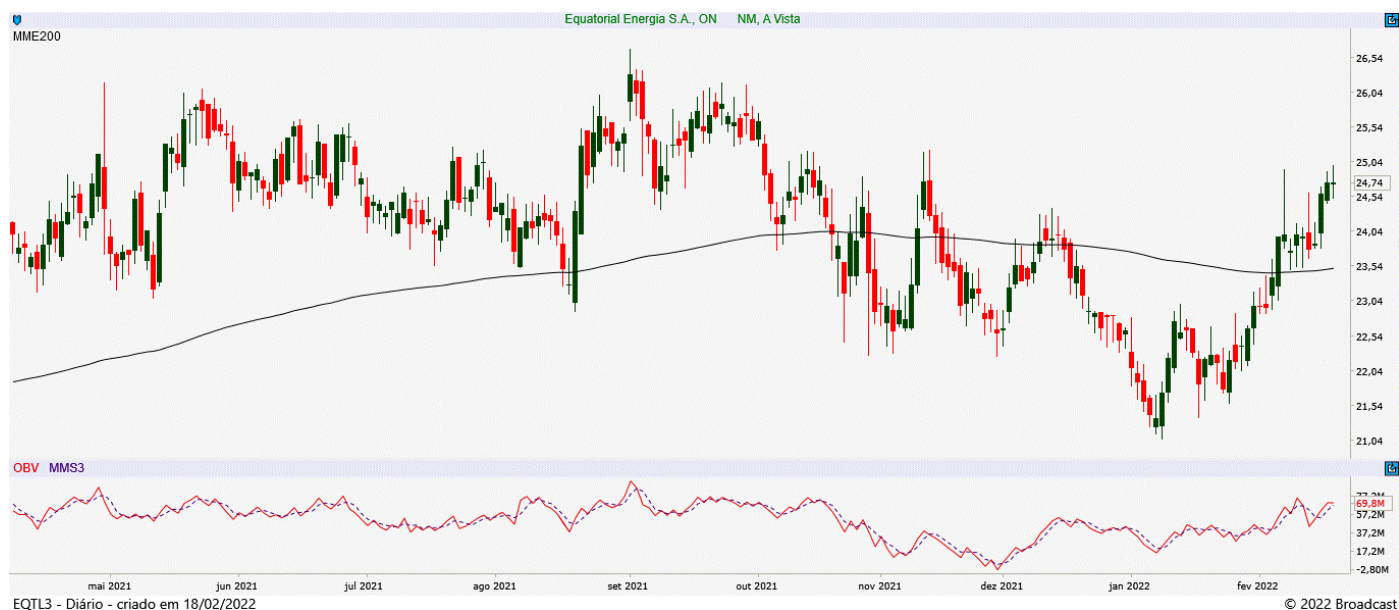 Equatorial Energia S.A., ON NM, A Vista
MME200
26,54
26,04
25,54
25,04
24,74
24,54
24,04
23,54
23,04
22,54
22,04
21,54
21,04
OBV MMS3
77,2M
69,8M
57,2M
37,2M
17,2M
-2,80M
mai 2021 jun 2021 jul 2021 ago 2021 set 2021 out 2021 nov 2021 dez 2021 jan 2022 fev 2022
EQTL3 - Diário - criado em 18/02/2022 © 2022 Broadcast